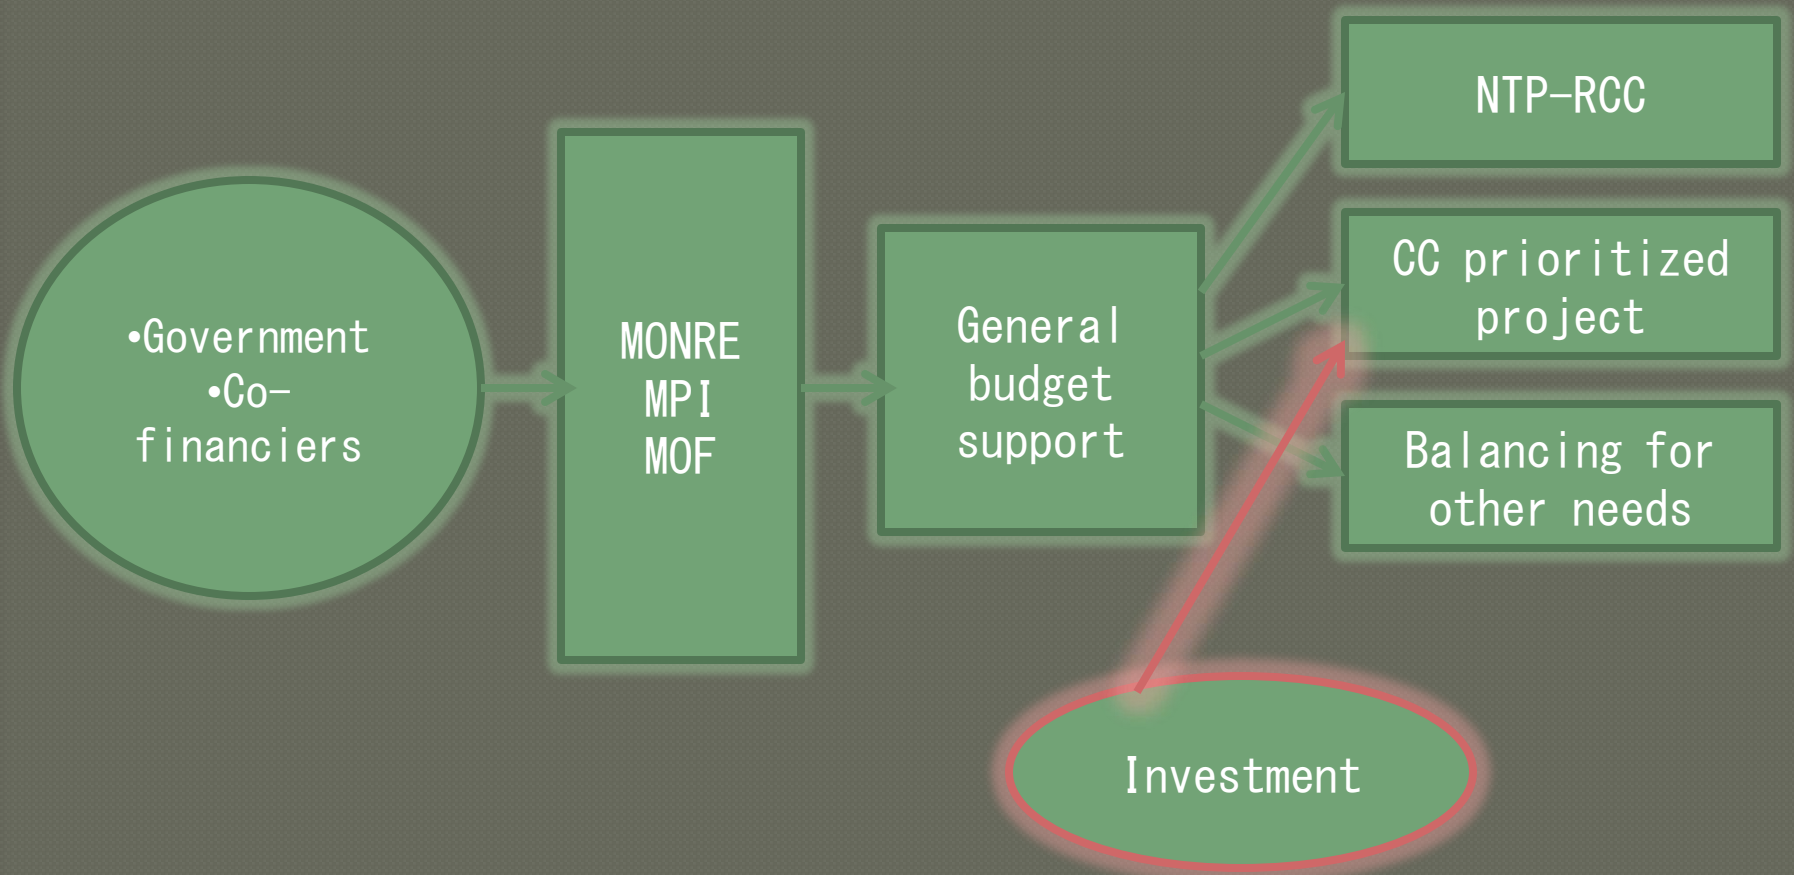 •Government
•Co-
financiers
MONRE
MPI
MOF
General
budget
support
NTP-RCC
CC prioritized
project
Balancing for
other needs
Investment